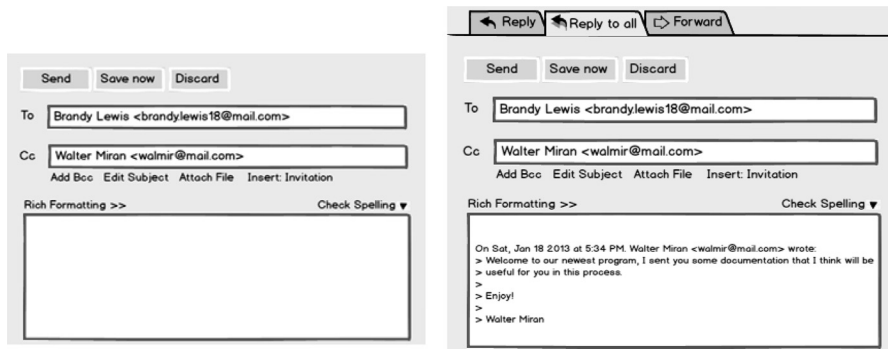 Send Save now Discard
To Brandy Lewis <brandy.lewis18@mail.com>
Cc Walter Miran <walmir@mail.com>
Add Bcc Edit Subject Attach File Insert: Invitation
Rich Formatting >> Check Spelling ▼
Reply Reply to all Forward
Send Save now Discard
To Brandy Lewis <brandy.lewis18@mail.com>
Cc Walter Miran <walmir@mail.com>
Add Bcc Edit Subject Attach File Insert: Invitation
Rich Formatting >> Check Spelling ▼
On Sat, Jan 18 2013 at 5:34 PM. Walter Miran <walmir@mail.com> wrote:
> Welcome to our newest program, I sent you some documentation that I think will be
> useful for you in this process.
>
> Enjoy!
>
> Walter Miran